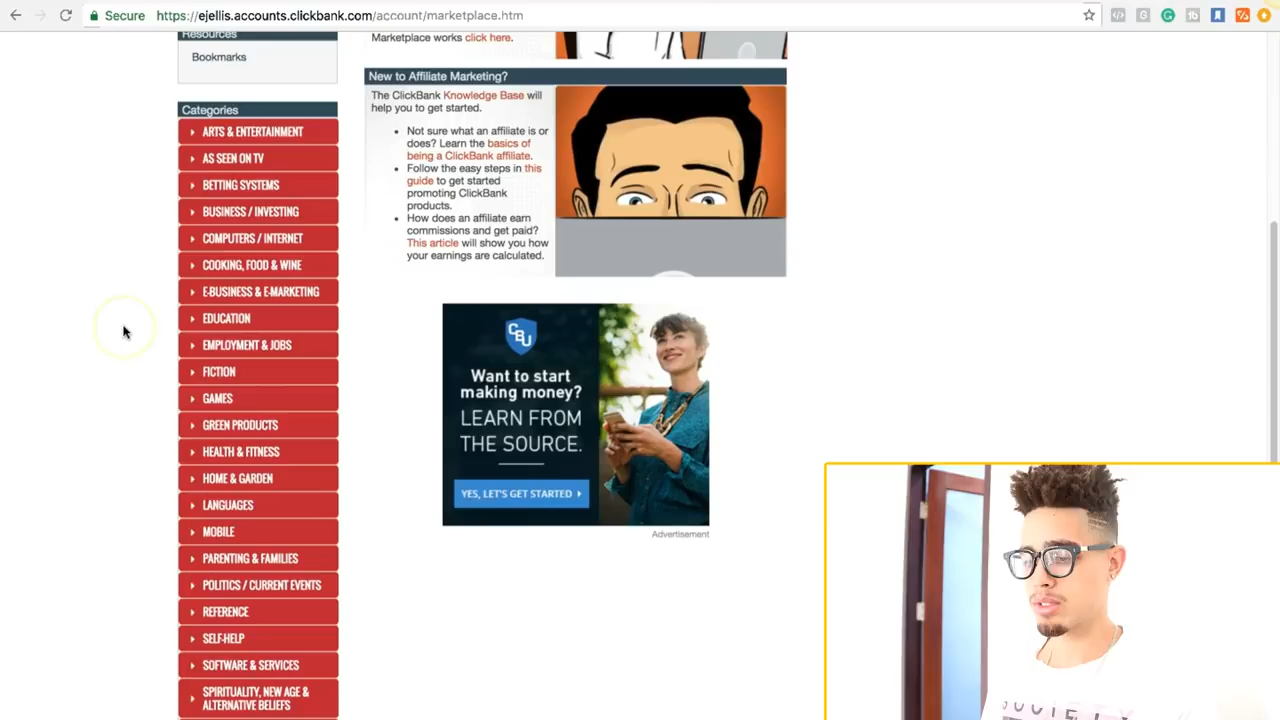 Secure https://ejellis.accounts.clickbank.com/account/marketplace.htm
Resources
Bookmarks
Categories
ARTS & ENTERTAINMENT
AS SEEN ON TV
BETTING SYSTEMS
BUSINESS / INVESTING
COMPUTERS / INTERNET
COOKING, FOOD & WINE
E-BUSINESS & E-MARKETING
EDUCATION
EMPLOYMENT & JOBS
FICTION
GAMES
GREEN PRODUCTS
HEALTH & FITNESS
HOME & GARDEN
LANGUAGES
MOBILE
PARENTING & FAMILIES
POLITICS / CURRENT EVENTS
REFERENCE
SELF-HELP
SOFTWARE & SERVICES
SPIRITUALITY, NEW AGE &
ALTERNATIVE BELIEFS
Marketplace works click here.
New to Affiliate Marketing?
The ClickBank Knowledge Base will
help you to get started.
• Not sure what an affiliate is or
does? Learn the basics of
being a ClickBank affiliate.
• Follow the easy steps in this
guide to get started
promoting ClickBank
products.
• How does an affiliate earn
commissions and get paid?
This article will show you how
your earnings are calculated.
CBU
Want to start
making money?
LEARN FROM
THE SOURCE.
YES, LET'S GET STARTED
Advertisement